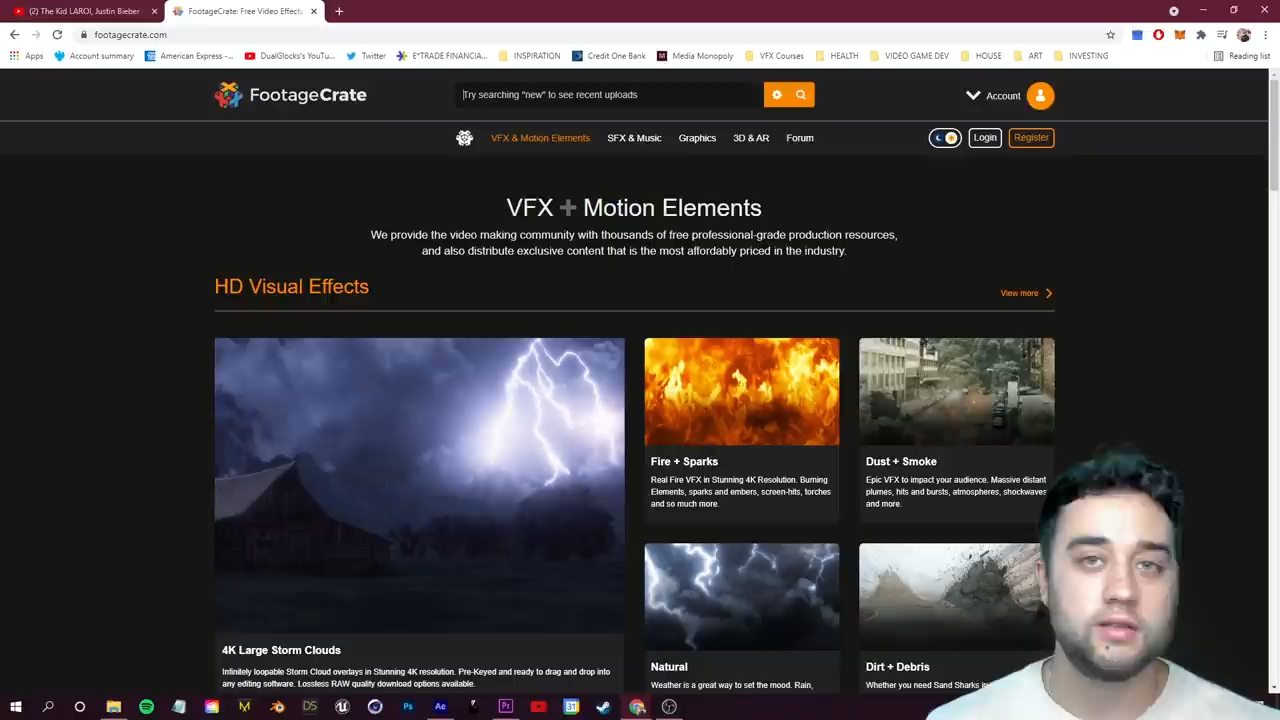 (2) The Kid LAROI, Justin Bieber
FootageCrate: Free Video Effects
footagecrate.com
Apps
Account summary
American Express -...
DualGlocks's YouTu...
Twitter
E*TRADE FINANCIA...
INSPIRATION
Credit One Bank
Media Monopoly
VFX Courses
HEALTH
VIDEO GAME DEV
HOUSE
ART
INVESTING
Reading list
FootageCrate
Try searching "new" to see recent uploads
Account
VFX & Motion Elements
SFX & Music
Graphics
3D & AR
Forum
Login
Register
VFX + Motion Elements
We provide the video making community with thousands of free professional-grade production resources,
and also distribute exclusive content that is the most affordably priced in the industry.
HD Visual Effects
View more
Fire + Sparks
Real Fire VFX in Stunning 4K Resolution. Burning
Elements, sparks and embers, screen-hits, torches
and so much more.
Dust + Smoke
Epic VFX to impact your audience. Massive distant
plumes, hits and bursts, atmospheres, shockwaves
and more.
4K Large Storm Clouds
Infinitely loopable Storm Cloud overlays in Stunning 4K resolution. Pre-Keyed and ready to drag and drop into
any editing software. Lossless RAW quality download options available.
Natural
Weather is a great way to set the mood. Rain,
Dirt + Debris
Whether you need Sand Sharks
M
DS
Pr
Ae
Ps
31